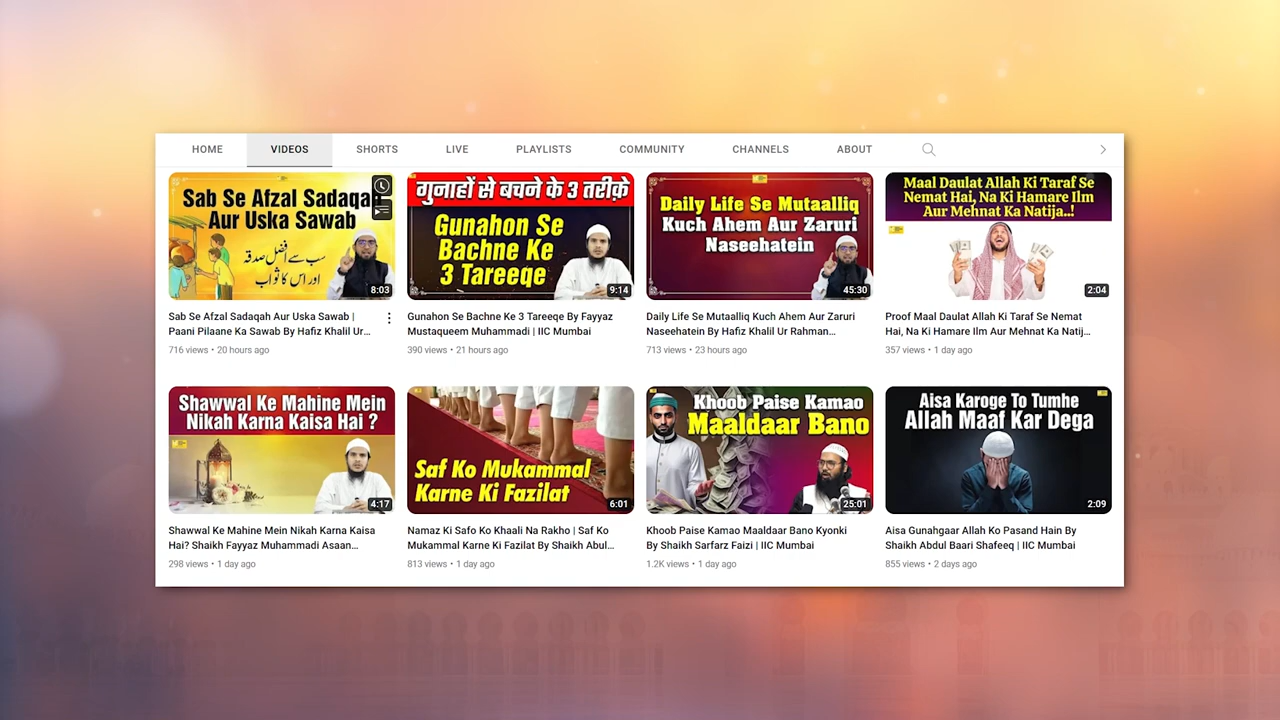 HOME
VIDEOS
SHORTS
LIVE
PLAYLISTS
COMMUNITY
CHANNELS
ABOUT
Sab Se Afzal Sadaqah
Aur Uska Sawab
سب سے افضل صدقہ
اور اس کا ثواب
8:03
गुनाहों से बचने के 3 तरीक़े
Gunahon Se
Bachne Ke
3 Tareeqe
9:14
Daily Life Se Mutaalliq
Kuch Ahem Aur Zaruri
Naseehatein
45:30
Maal Daulat Allah Ki Taraf Se
Nemat Hai, Na Ki Hamare Ilm
Aur Mehnat Ka Natija..!
2:04
Sab Se Afzal Sadaqah Aur Uska Sawab |
Paani Pilaane Ka Sawab By Hafiz Khalil Ur...
716 views • 20 hours ago
Gunahon Se Bachne Ke 3 Tareeqe By Fayyaz
Mustaqueem Muhammadi | IIC Mumbai
390 views • 21 hours ago
Daily Life Se Mutaalliq Kuch Ahem Aur Zaruri
Naseehatein By Hafiz Khalil Ur Rahman...
713 views • 23 hours ago
Proof Maal Daulat Allah Ki Taraf Se Nemat
Hai, Na Ki Hamare Ilm Aur Mehnat Ka Natij...
357 views • 1 day ago
Shawwal Ke Mahine Mein
Nikah Karna Kaisa Hai ?
4:17
Saf Ko Mukammal
Karne Ki Fazilat
6:01
Khoob Paise Kamao
Maaldaar Bano
25:01
Aisa Karoge To Tumhe
Allah Maaf Kar Dega
2:09
Shawwal Ke Mahine Mein Nikah Karna Kaisa
Hai? Shaikh Fayyaz Muhammadi Asaan...
298 views • 1 day ago
Namaz Ki Safo Ko Khaali Na Rakho | Saf Ko
Mukammal Karne Ki Fazilat By Shaikh Abul...
813 views • 1 day ago
Khoob Paise Kamao Maaldaar Bano Kyonki
By Shaikh Sarfarz Faizi | IIC Mumbai
1.2K views • 1 day ago
Aisa Gunahgaar Allah Ko Pasand Hain By
Shaikh Abdul Baari Shafeeq | IIC Mumbai
855 views • 2 days ago